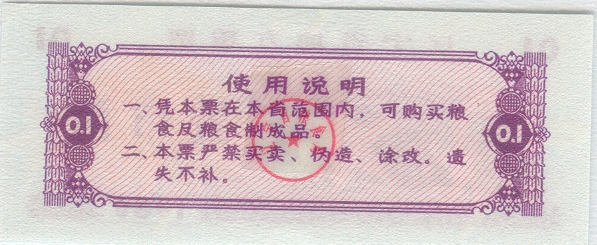 使用说明
一、凭本票在本省范围内，可购买粮
食及粮食制成品。
二、本票严禁买卖、伪造、涂改。遗
失不补。
0.1
0.1